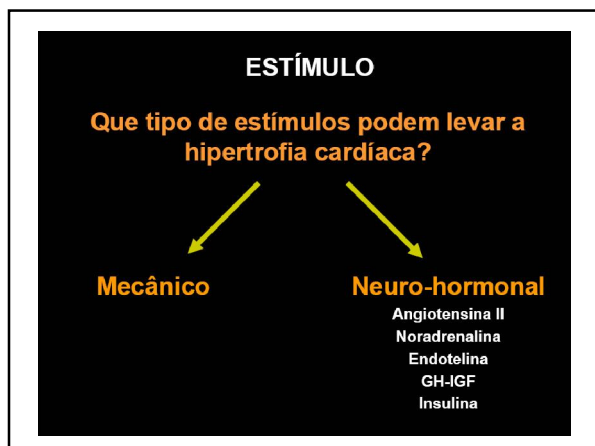 ESTÍMULO
Que tipo de estímulos podem levar a
hipertrofia cardíaca?
Mecânico
Neuro-hormonal
Angiotensina II
Noradrenalina
Endotelina
GH-IGF
Insulina